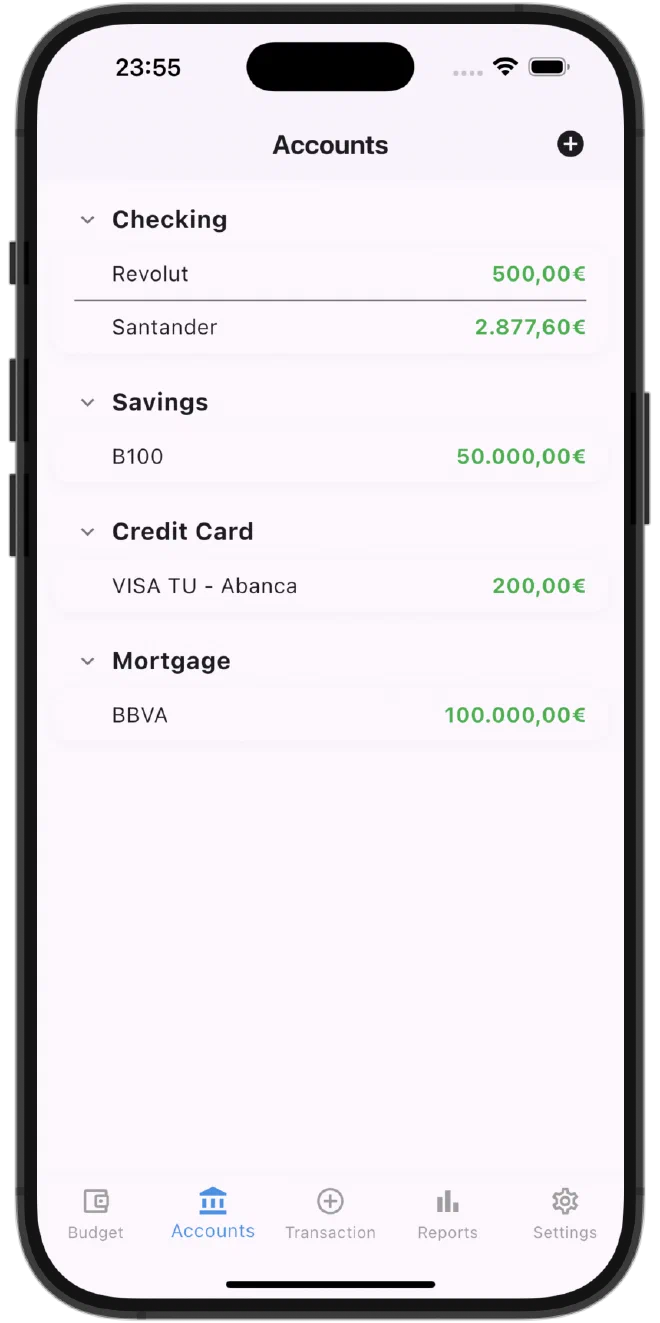 23:55
Accounts
Checking
Revolut 500,00€
Santander 2.877,60€
Savings
B100 50.000,00€
Credit Card
VISA TU - Abanca 200,00€
Mortgage
BBVA 100.000,00€
Budget Accounts Transaction Reports Settings